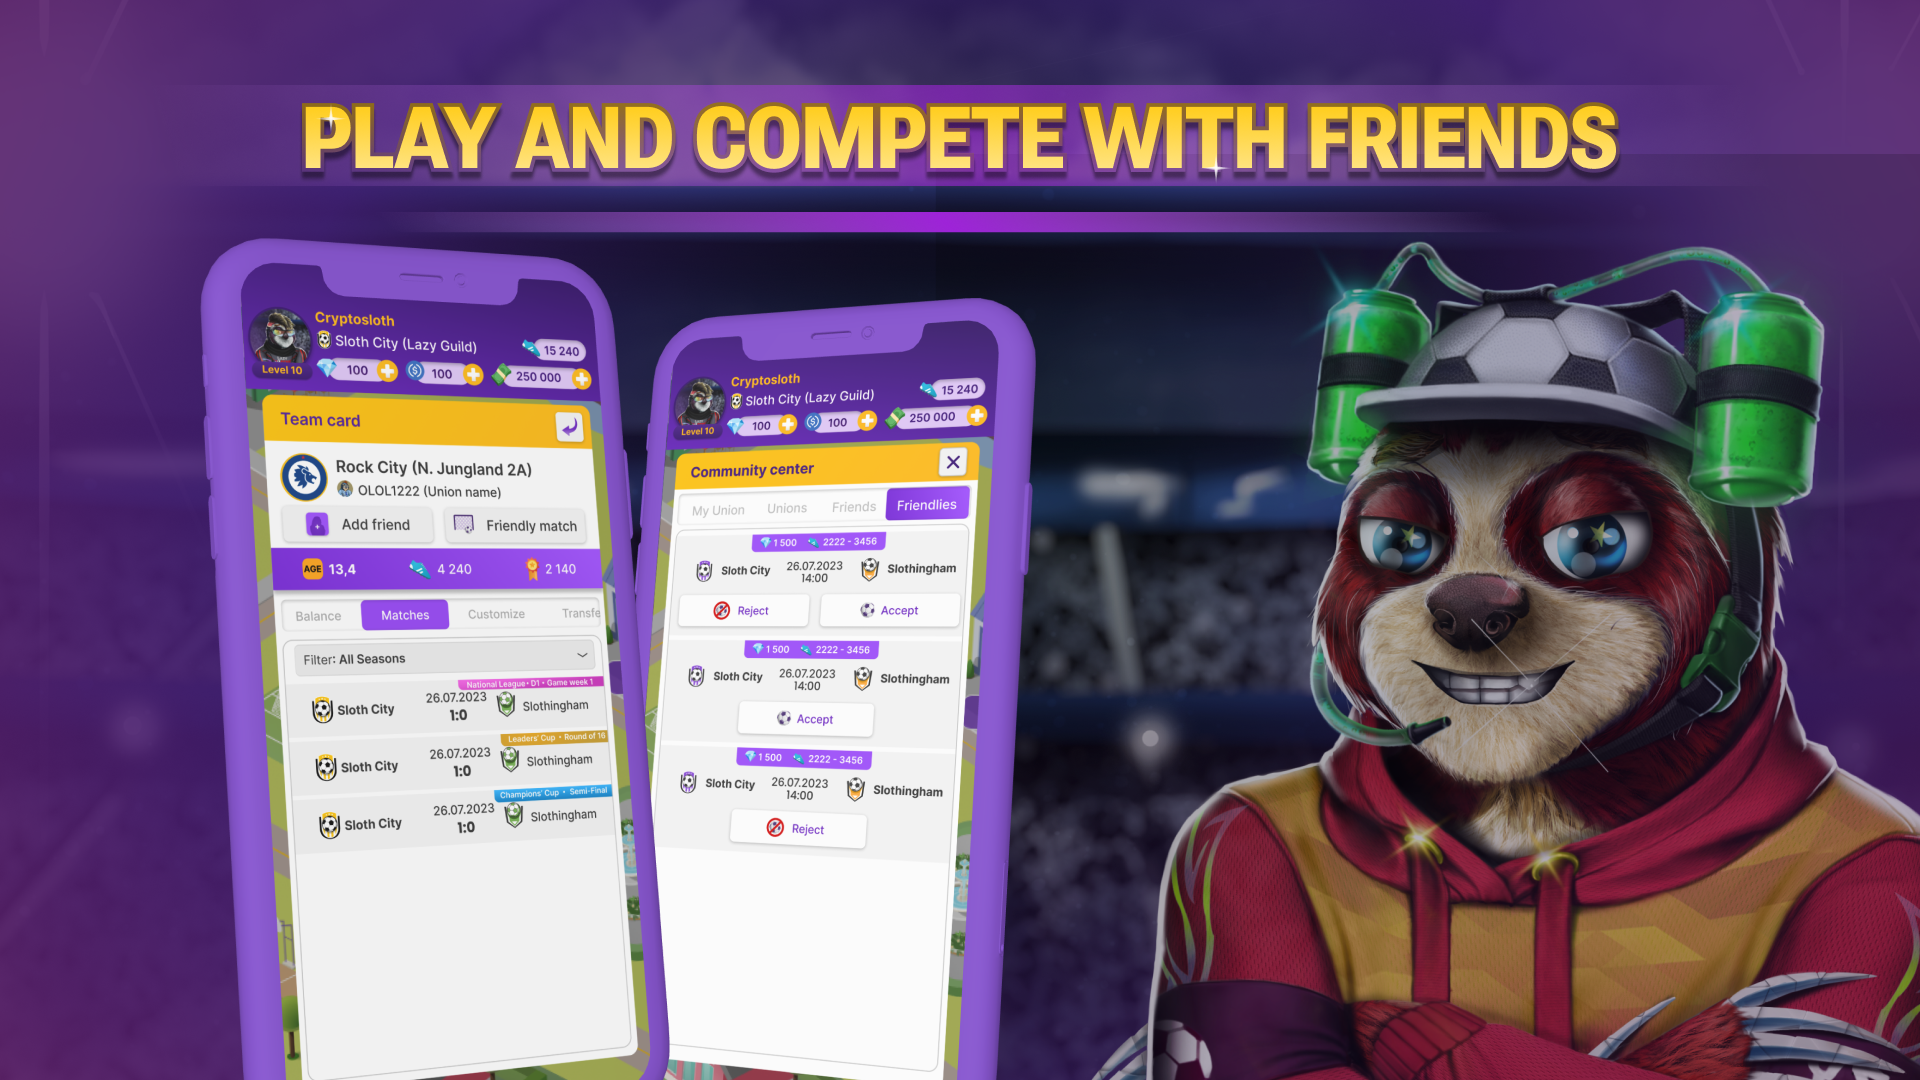 PLAY AND COMPETE WITH FRIENDS
Cryptosloth
Sloth City (Lazy Guild)
15 240
Level 10
100
100
250 000
Team card
Rock City (N. Jungland 2A)
OLOL1222 (Union name)
Add friend
Friendly match
AGE 13,4
4 240
2 140
Balance
Matches
Customize
Transfe
Filter: All Seasons
National League • D1 • Game week 1
Sloth City
26.07.2023
1:0
Slothingham
Leaders' Cup • Round of 16
Sloth City
26.07.2023
1:0
Slothingham
Champions' Cup • Semi-Final
Sloth City
26.07.2023
1:0
Slothingham
Cryptosloth
Sloth City (Lazy Guild)
15 240
Level 10
100
100
250 000
Community center
My Union
Unions
Friends
Friendlies
1 500
2222 - 3456
Sloth City
26.07.2023
14:00
Slothingham
Reject
Accept
1 500
2222 - 3456
Sloth City
26.07.2023
14:00
Slothingham
Accept
1 500
2222 - 3456
Sloth City
26.07.2023
14:00
Slothingham
Reject